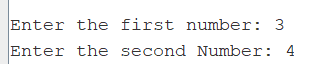 Enter the first number: 3
Enter the second Number: 4